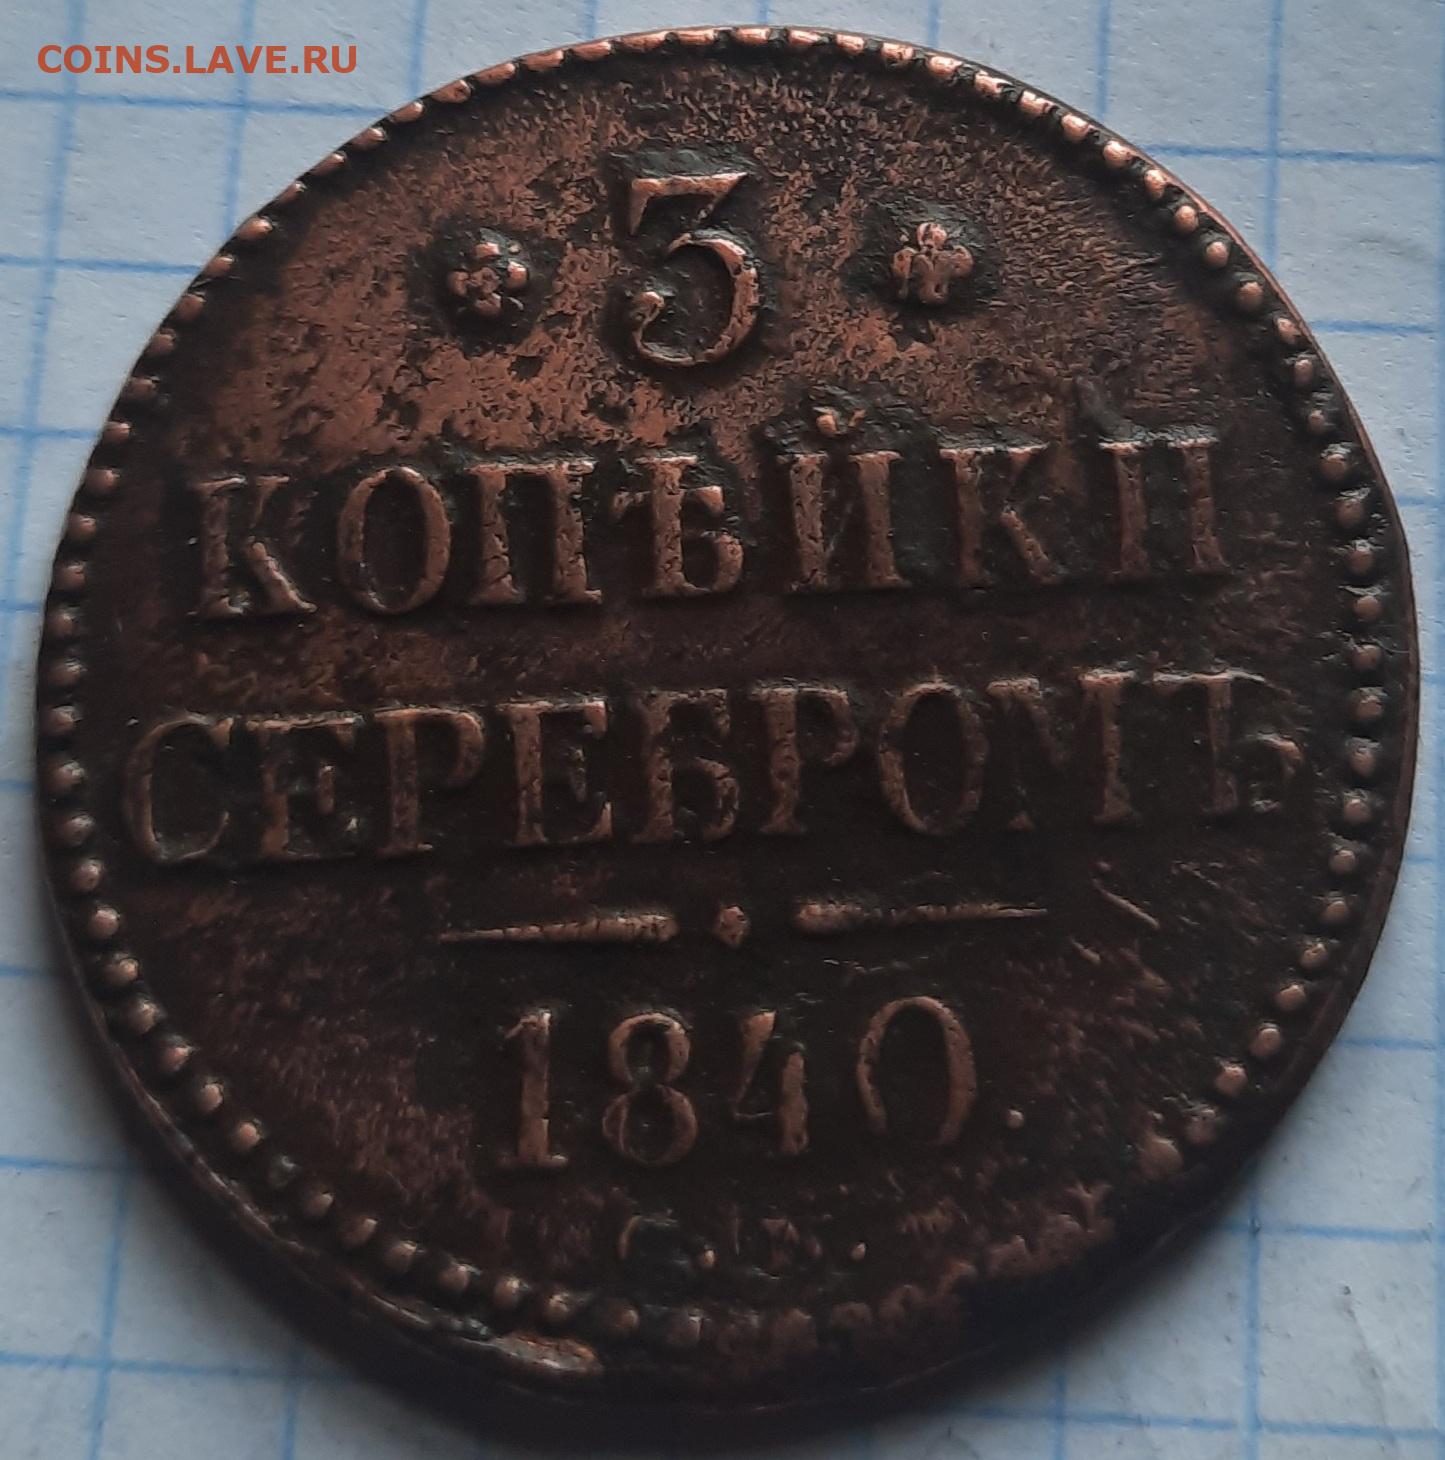 COINS.LAVE.RU
3
КОПѢЙКИ
СЕРЕБРОМЪ
1840.